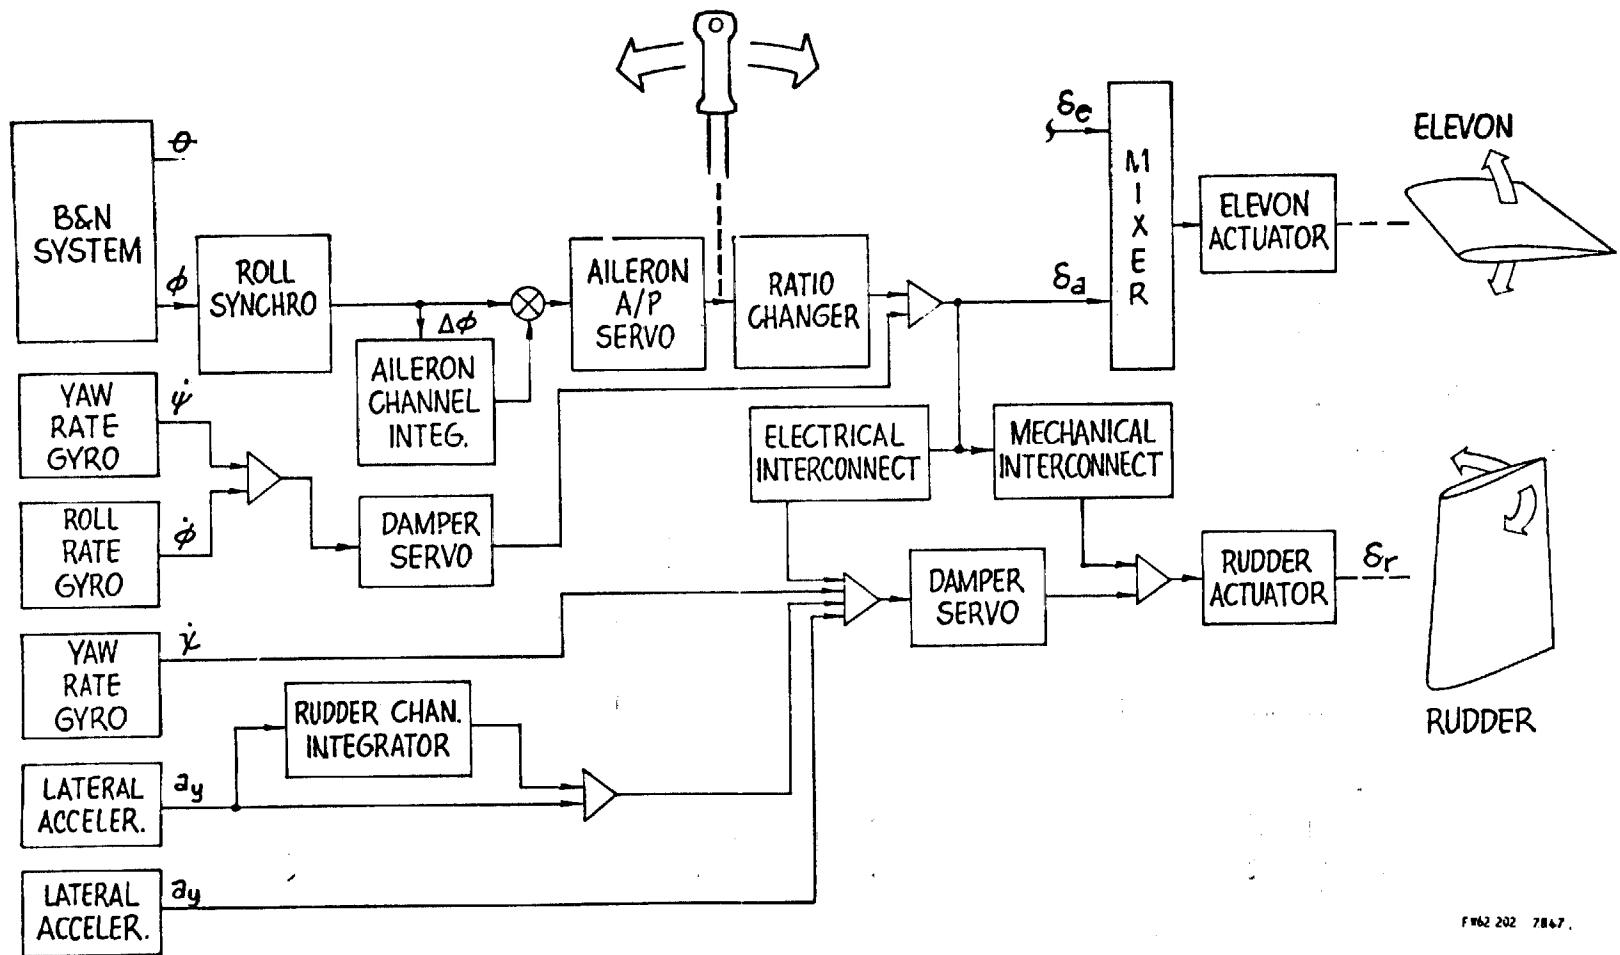 B&N
SYSTEM
θ
ϕ
ROLL
SYNCHRO
Δϕ
AILERON
CHANNEL
INTEG.
AILERON
A/P
SERVO
RATIO
CHANGER
δe
δa
MIXER
ELEVON
ACTUATOR
ELEVON
YAW
RATE
GYRO
ψ̇
ROLL
RATE
GYRO
ϕ̇
DAMPER
SERVO
ELECTRICAL
INTERCONNECT
MECHANICAL
INTERCONNECT
YAW
RATE
GYRO
ψ̇
DAMPER
SERVO
RUDDER
ACTUATOR
δr
RUDDER
RUDDER CHAN.
INTEGRATOR
LATERAL
ACCELER.
ay
LATERAL
ACCELER.
ay